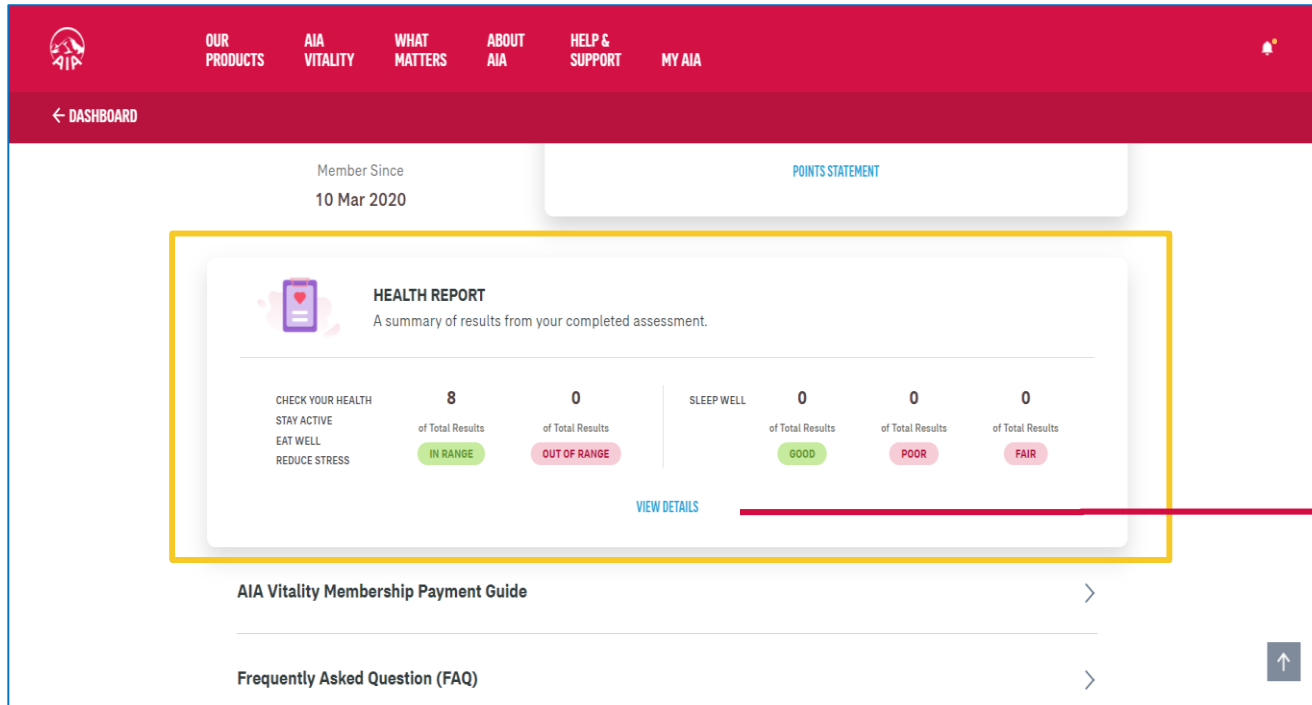 OUR PRODUCTS
AIA VITALITY
WHAT MATTERS
ABOUT AIA
HELP & SUPPORT
MY AIA
AIA
← DASHBOARD
Member Since
10 Mar 2020
POINTS STATEMENT
HEALTH REPORT
A summary of results from your completed assessment.
CHECK YOUR HEALTH
STAY ACTIVE
EAT WELL
REDUCE STRESS
8
of Total Results
IN RANGE
0
of Total Results
OUT OF RANGE
SLEEP WELL
0
of Total Results
GOOD
0
of Total Results
POOR
0
of Total Results
FAIR
VIEW DETAILS
AIA Vitality Membership Payment Guide
Frequently Asked Question (FAQ)